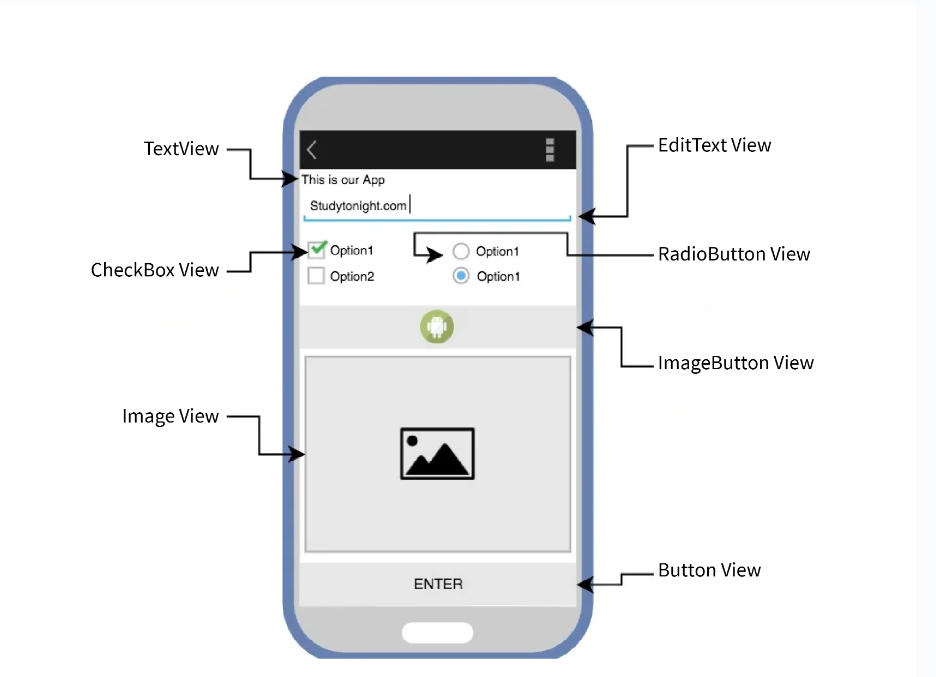 TextView
EditText View
This is our App
Studytonight.com
Option1
Option1
CheckBox View
RadioButton View
Option2
Option1
ImageButton View
Image View
Button View
ENTER